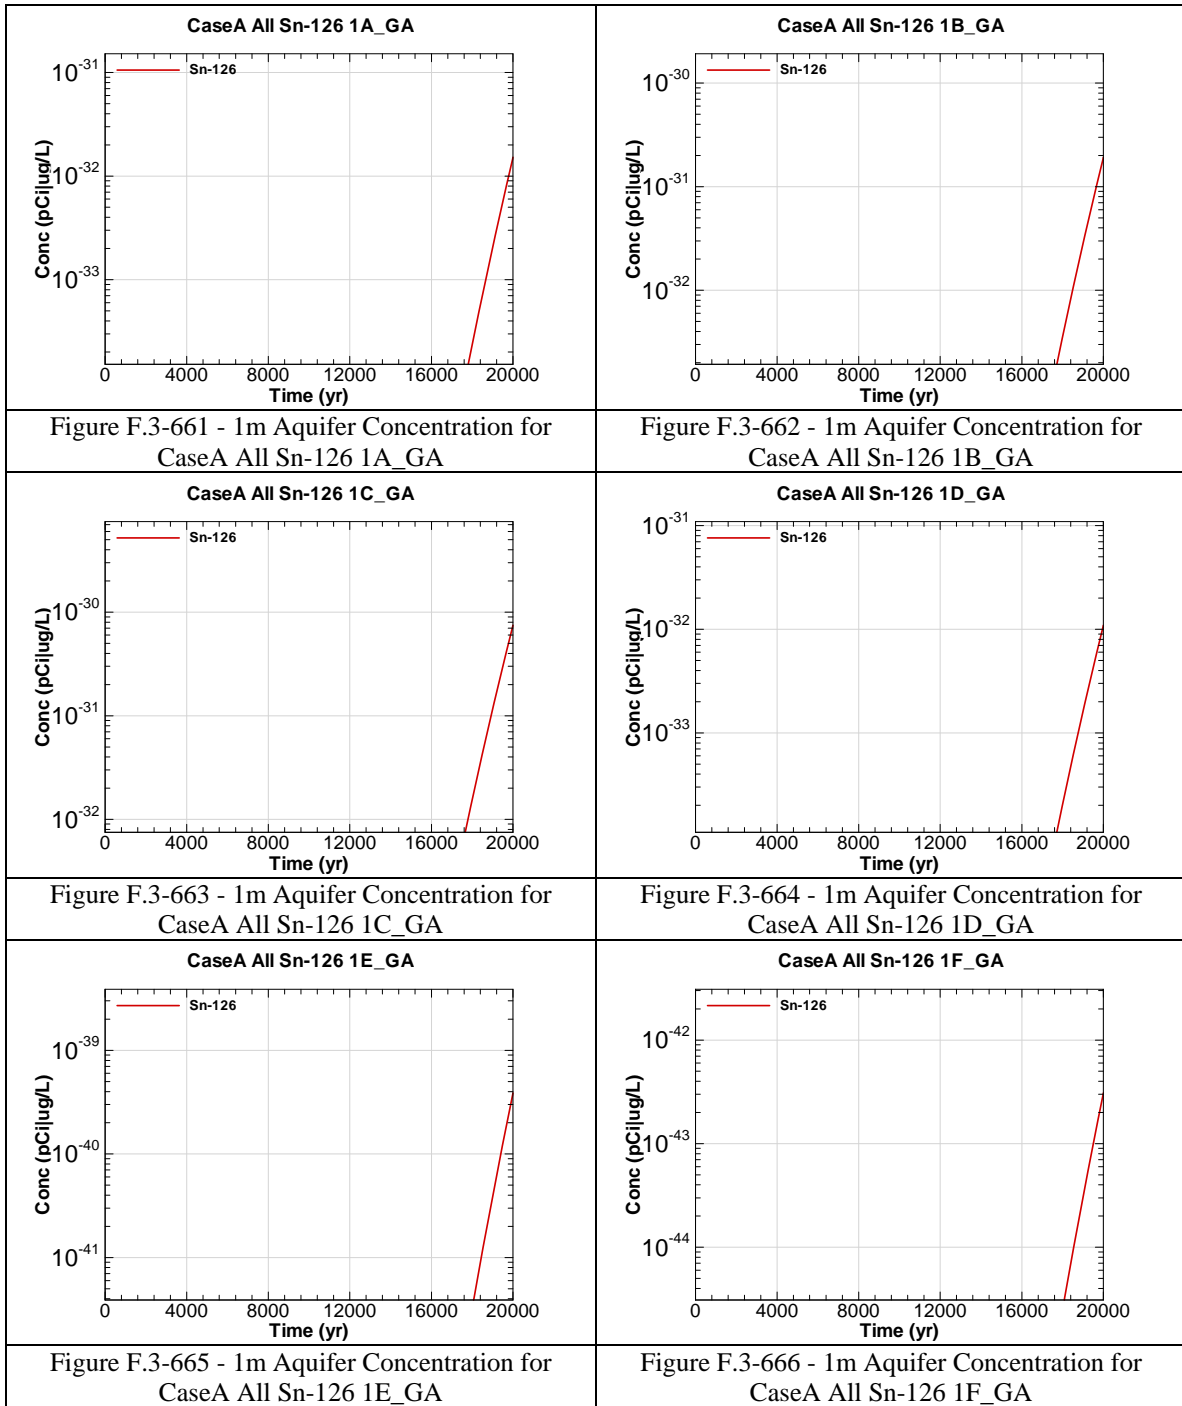 CaseA All Sn-126 1A_GA
Sn-126
10-31
10-32
10-33
Conc (pCi|ug/L)
0 4000 8000 12000 16000 20000
Time (yr)
Figure F.3-661 - 1m Aquifer Concentration for
CaseA All Sn-126 1A_GA
CaseA All Sn-126 1B_GA
Sn-126
10-30
10-31
10-32
Conc (pCi|ug/L)
0 4000 8000 12000 16000 20000
Time (yr)
Figure F.3-662 - 1m Aquifer Concentration for
CaseA All Sn-126 1B_GA
CaseA All Sn-126 1C_GA
Sn-126
10-30
10-31
10-32
Conc (pCi|ug/L)
0 4000 8000 12000 16000 20000
Time (yr)
Figure F.3-663 - 1m Aquifer Concentration for
CaseA All Sn-126 1C_GA
CaseA All Sn-126 1D_GA
Sn-126
10-31
10-32
10-33
Conc (pCi|ug/L)
0 4000 8000 12000 16000 20000
Time (yr)
Figure F.3-664 - 1m Aquifer Concentration for
CaseA All Sn-126 1D_GA
CaseA All Sn-126 1E_GA
Sn-126
10-39
10-40
10-41
Conc (pCi|ug/L)
0 4000 8000 12000 16000 20000
Time (yr)
Figure F.3-665 - 1m Aquifer Concentration for
CaseA All Sn-126 1E_GA
CaseA All Sn-126 1F_GA
Sn-126
10-42
10-43
10-44
Conc (pCi|ug/L)
0 4000 8000 12000 16000 20000
Time (yr)
Figure F.3-666 - 1m Aquifer Concentration for
CaseA All Sn-126 1F_GA